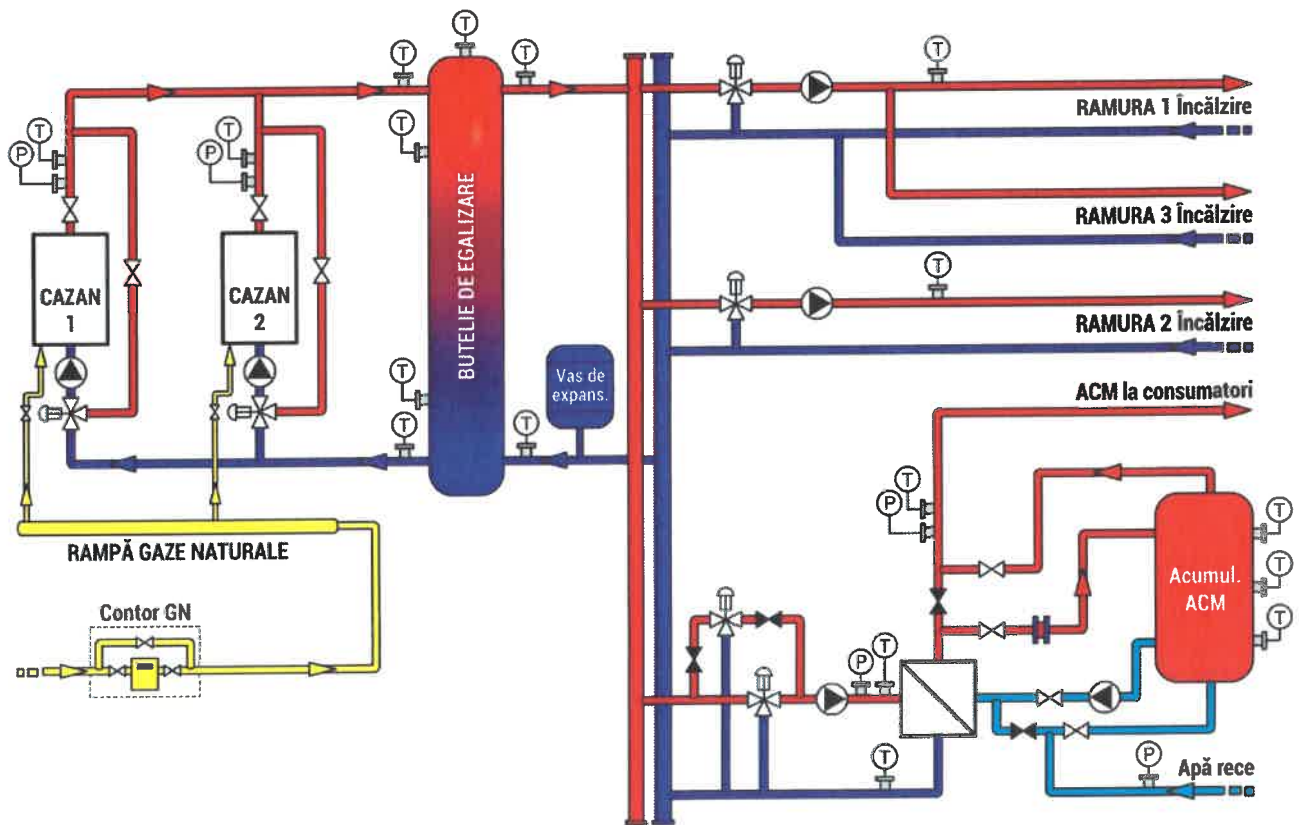 T
T
T
T
T
RAMURA 1 Încălzire
T
P
T
P
T
RAMURA 3 Încălzire
BUTELIE DE EGALIZARE
CAZAN
1
CAZAN
2
T
RAMURA 2 Încălzire
T
Vas de
expans.
ACM la consumatori
T
T
T
P
T
RAMPĂ GAZE NATURALE
Acumul.
ACM
T
T
Contor GN
P
T
T
P
Apă rece